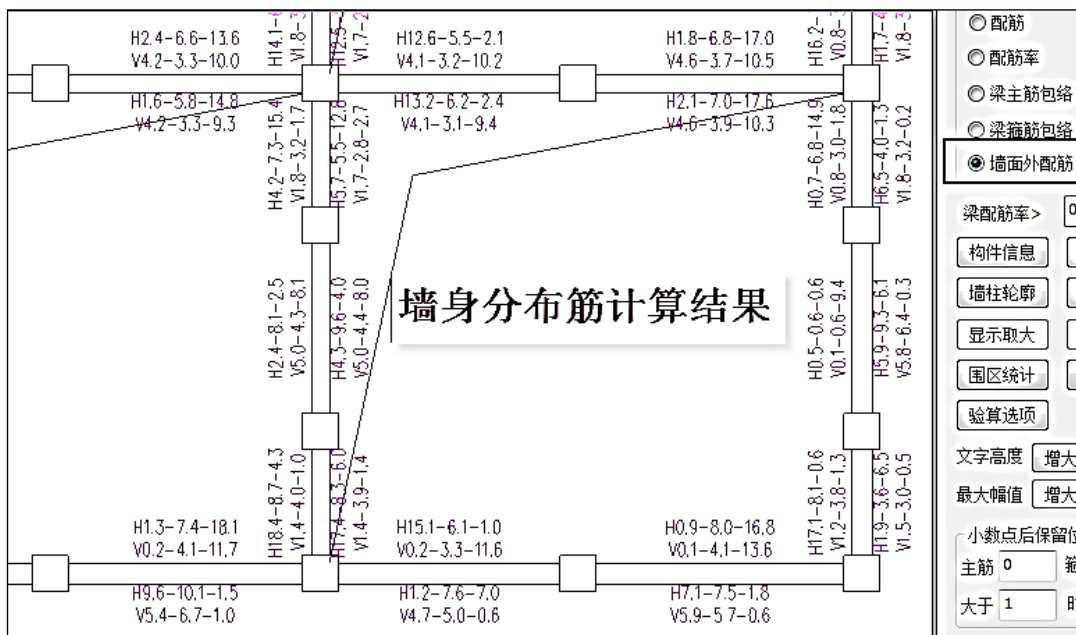 H2.4-6.6-13.6
V4.2-3.3-10.0
H12.6-5.5-2.1
V4.1-3.2-10.2
H1.8-6.8-17.0
V4.6-3.7-10.5
H1.6-5.8-14.8
V4.2-3.3-9.3
H13.2-6.2-2.4
V4.1-3.1-9.4
H2.1-7.0-17.6
V4.6-3.9-10.3
H4.2-7.3-15.4
V1.8-3.2-1.7
H5.7-5.5-12.8
V1.7-2.8-2.7
H0.7-6.8-14.9
V0.8-3.0-1.8
H6.5-4.0-1.3
V1.8-3.2-0.2
H2.4-8.1-2.5
V5.0-4.3-8.1
H4.3-9.6-4.0
V5.0-4.4-8.0
墙身分布筋计算结果
H0.5-0.6-0.6
V0.1-0.6-9.4
H5.9-9.3-6.1
V5.8-6.4-0.3
H18.4-8.7-4.3
V1.4-4.0-1.0
H17.4-8.3-6.0
V1.4-3.9-1.4
H17.1-8.1-0.6
V1.2-3.8-1.3
H1.9-3.6-6.5
V1.5-3.0-0.5
H1.3-7.4-18.1
V0.2-4.1-11.7
H15.1-6.1-1.0
V0.2-3.3-11.6
H0.9-8.0-16.8
V0.1-4.1-13.6
H9.6-10.1-1.5
V5.4-6.7-1.0
H1.2-7.6-7.0
V4.7-5.0-0.6
H7.1-7.5-1.8
V5.9-5.7-0.6
配筋
配筋率
梁主筋包络
梁箍筋包络
墙面外配筋
梁配筋率> 0
构件信息
墙柱轮廓
显示取大
围区统计
验算选项
文字高度 增大
最大幅值 增大
小数点后保留位
主筋 0 箍
大于 1 时